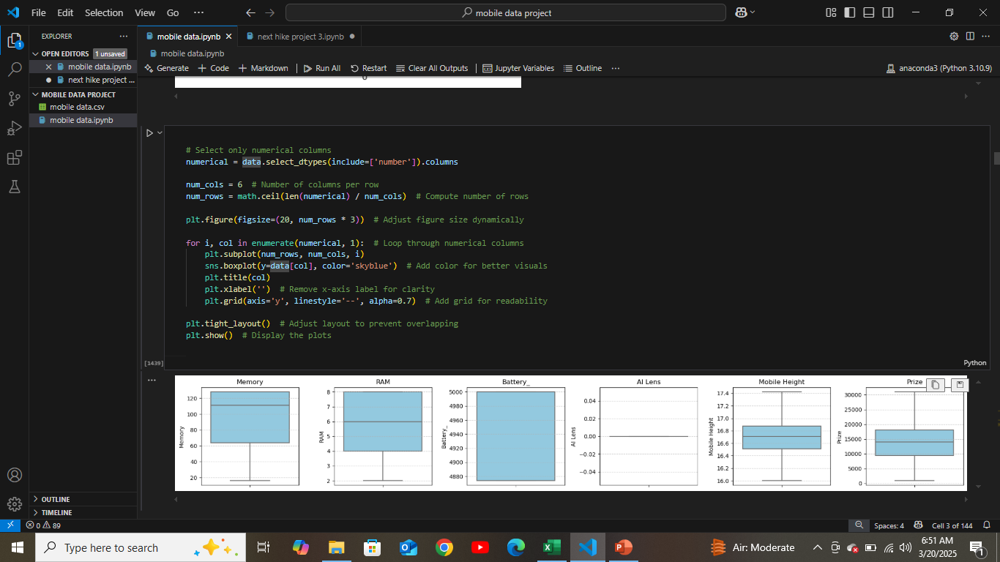 File Edit Selection View Go ··· mobile data project
EXPLORER ···
OPEN EDITORS 1 unsaved
mobile data.ipynb
next hike project ...
MOBILE DATA PROJECT
mobile data.csv
mobile data.ipynb
OUTLINE
TIMELINE
mobile data.ipynb next hike project 3.ipynb
mobile data.ipynb
Generate + Code + Markdown Run All Restart Clear All Outputs Jupyter Variables Outline ··· anaconda3 (Python 3.10.9)
# Select only numerical columns
numerical = data.select_dtypes(include=['number']).columns
num_cols = 6 # Number of columns per row
num_rows = math.ceil(len(numerical) / num_cols) # Compute number of rows
plt.figure(figsize=(20, num_rows * 3)) # Adjust figure size dynamically
for i, col in enumerate(numerical, 1): # Loop through numerical columns
plt.subplot(num_rows, num_cols, i)
sns.boxplot(y=data[col], color='skyblue') # Add color for better visuals
plt.title(col)
plt.xlabel('') # Remove x-axis label for clarity
plt.grid(axis='y', linestyle='--', alpha=0.7) # Add grid for readability
plt.tight_layout() # Adjust layout to prevent overlapping
plt.show() # Display the plots
[1439]
Python
Memory
120
100
80
60
40
20
Memory
RAM
8
7
6
5
4
3
2
RAM
Battery_
5000
4980
4960
4940
4920
4900
4880
Battery_
AI Lens
0.04
0.02
0.00
−0.02
−0.04
AI Lens
Mobile Height
17.4
17.2
17.0
16.8
16.6
16.4
16.2
16.0
Mobile Height
Prize
30000
25000
20000
15000
10000
5000
0
Prize
0 89 Spaces: 4 Cell 3 of 144
Type here to search
Air: Moderate
6:51 AM
3/20/2025
1